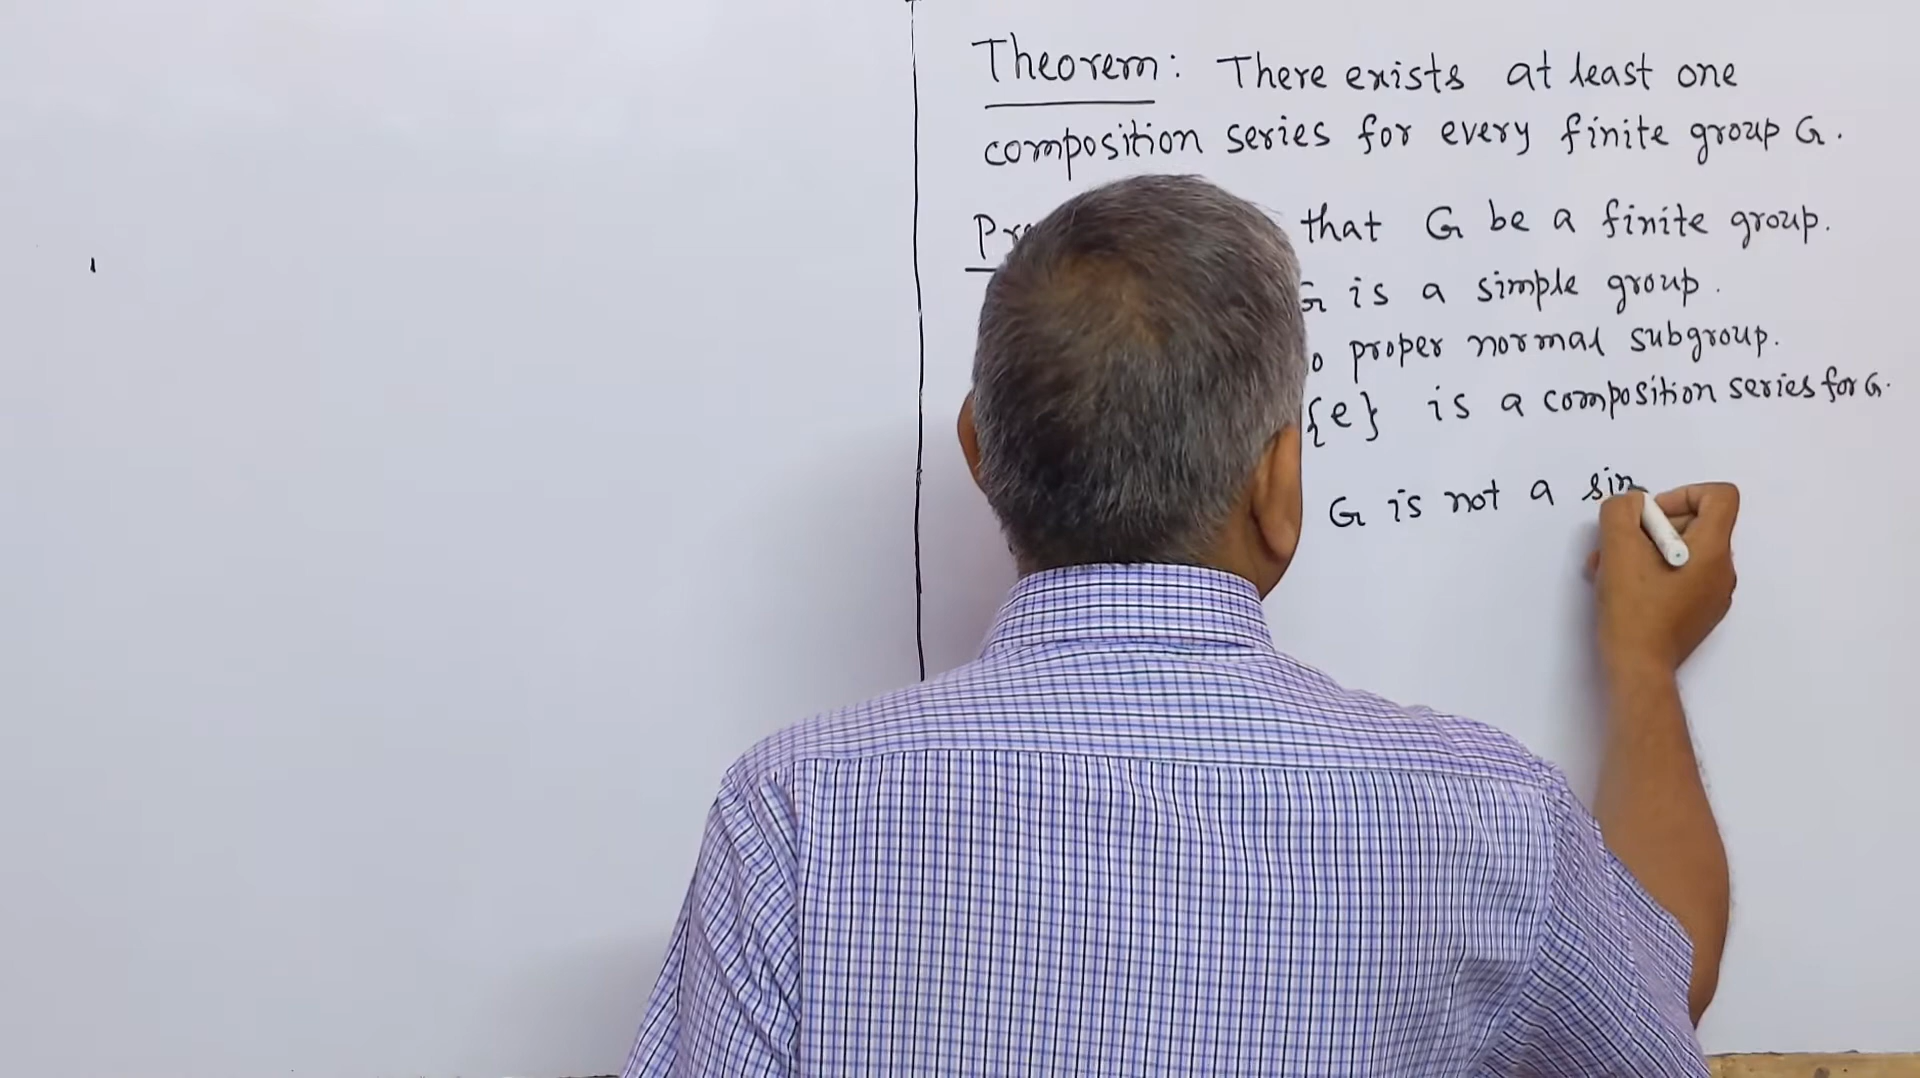 Theorem: There exists at least one
composition series for every finite group G.
that G be a finite group.
G is a simple group.
proper normal subgroup.
{e} is a composition series for G.
G is not a